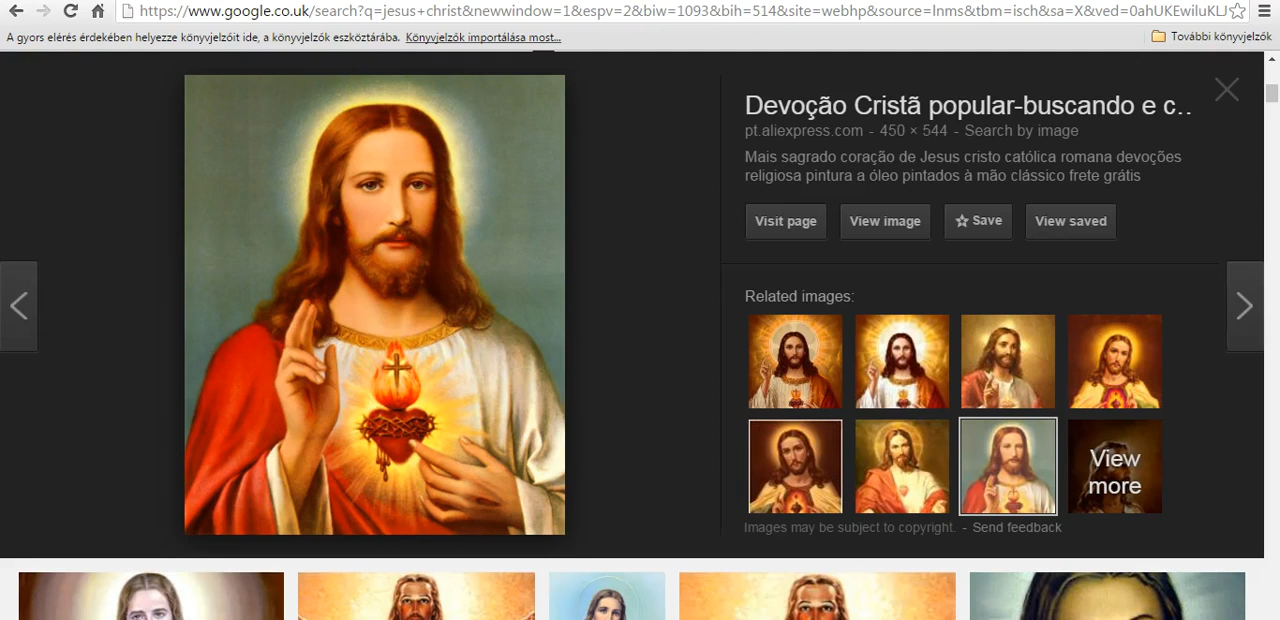 https://www.google.co.uk/search?q=jesus+christ&newwindow=1&espv=2&biw=1093&bih=514&site=webhp&source=lnms&tbm=isch&sa=X&ved=0ahUKEwiluKLJ
A gyors elérés érdekében helyezze könyvjelzőit ide, a könyvjelzők eszköztárába. Könyvjelzők importálása most...
További könyvjelzők
Devoção Cristã popular-buscando e c..
pt.aliexpress.com - 450 × 544 - Search by image
Mais sagrado coração de Jesus cristo católica romana devoções
religiosa pintura a óleo pintados à mão clássico frete grátis
Visit page View image Save View saved
Related images:
View
more
Images may be subject to copyright. - Send feedback